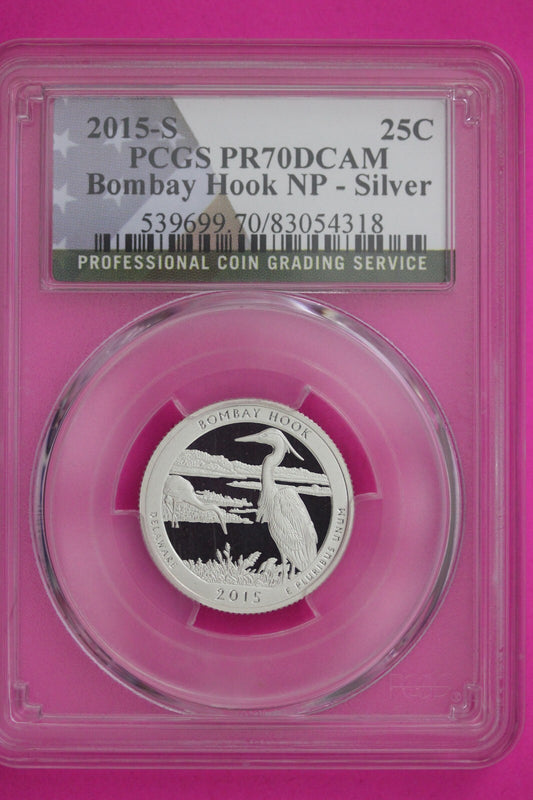 2015-S 25C
PCGS PR70DCAM
Bombay Hook NP - Silver
539699.70/83054318
PROFESSIONAL COIN GRADING SERVICE
BOMBAY HOOK
DELAWARE
2015
E PLURIBUS UNUM
PCGS